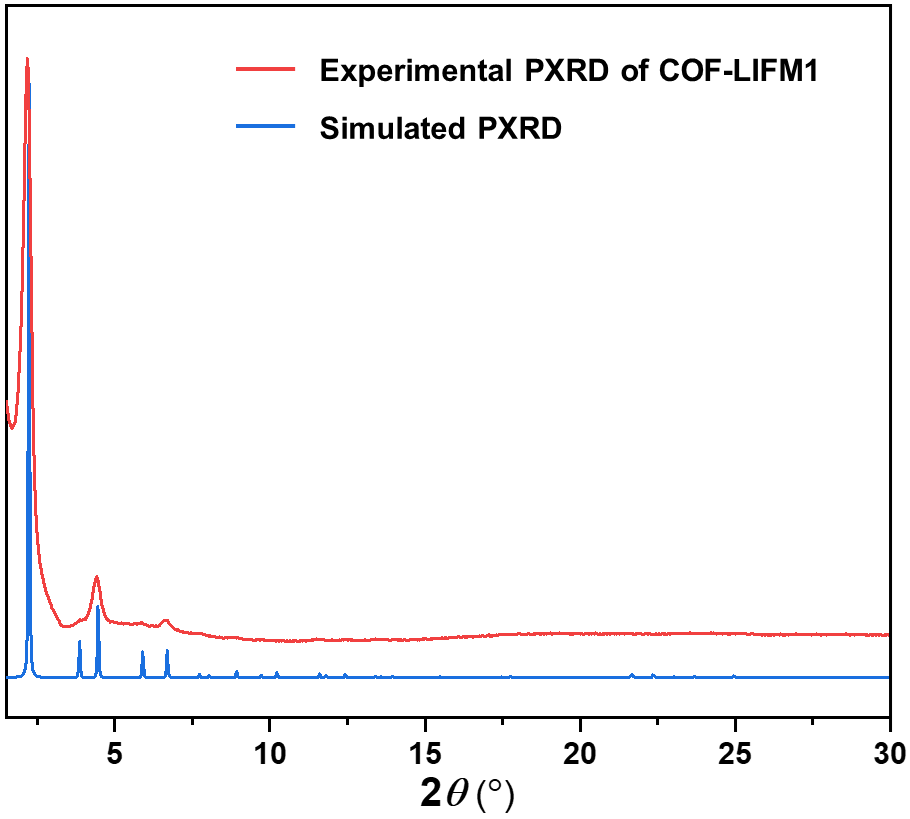 Experimental PXRD of COF-LIFM1
Simulated PXRD
5 10 15 20 25 30
2θ (°)